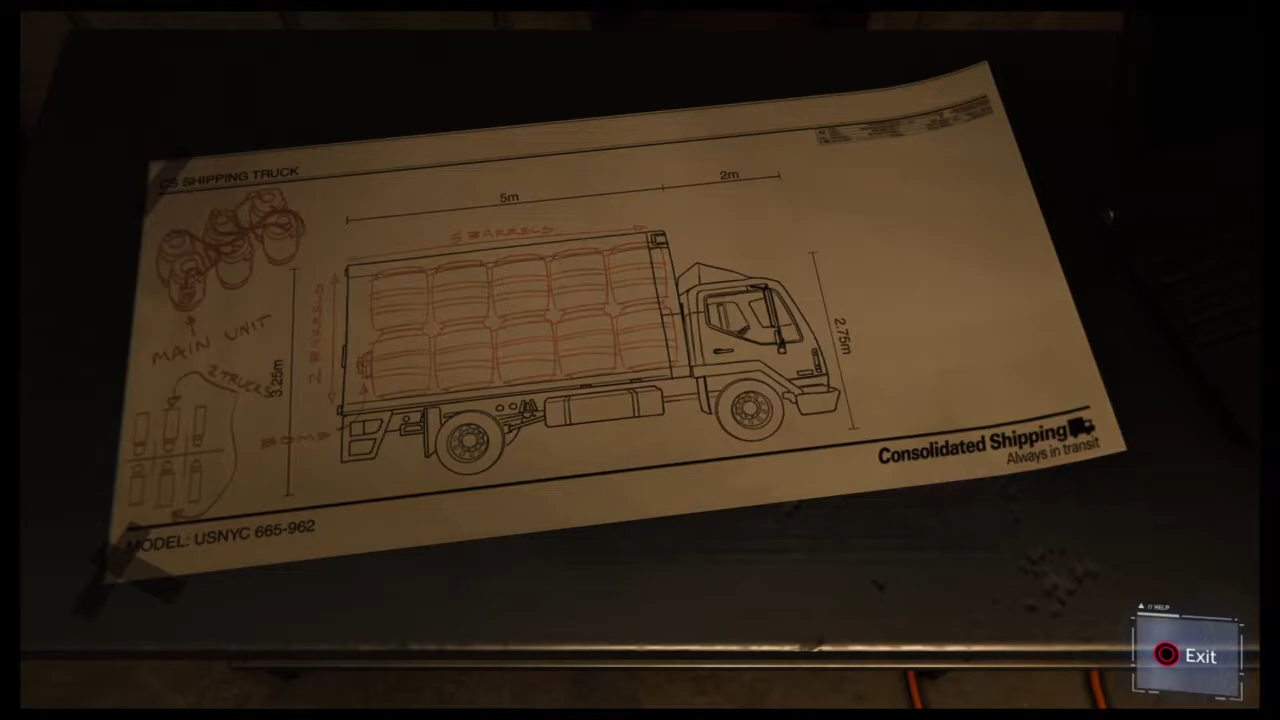 CS SHIPPING TRUCK
5m
2m
5 BARRELS
2 BARRELS
3.25m
2.75m
MAIN UNIT
2 TRUCKS
Consolidated Shipping
Always in transit
MODEL: USNYC 665-962
// HELP
Exit